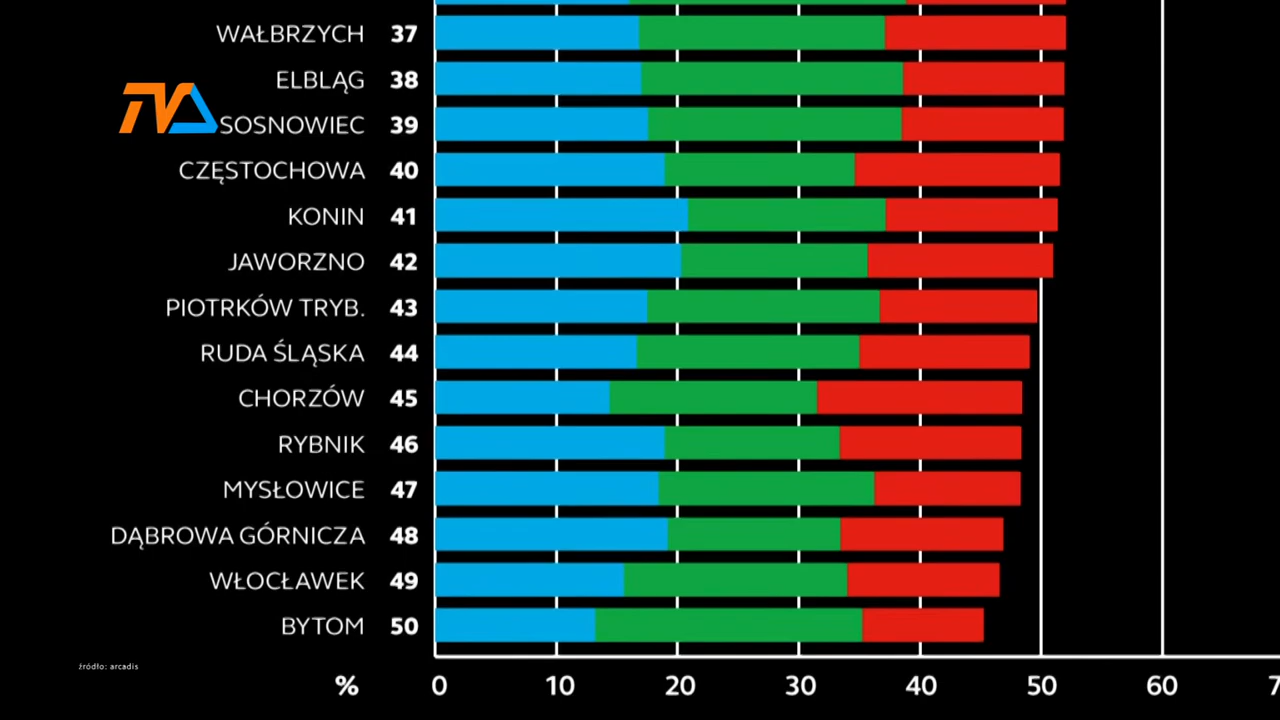 WAŁBRZYCH 37
ELBLĄG 38
TVS
SOSNOWIEC 39
CZĘSTOCHOWA 40
KONIN 41
JAWORZNO 42
PIOTRKÓW TRYB. 43
RUDA ŚLĄSKA 44
CHORZÓW 45
RYBNIK 46
MYSŁOWICE 47
DĄBROWA GÓRNICZA 48
WŁOCŁAWEK 49
BYTOM 50
źródło: arcadis
% 0 10 20 30 40 50 60 7